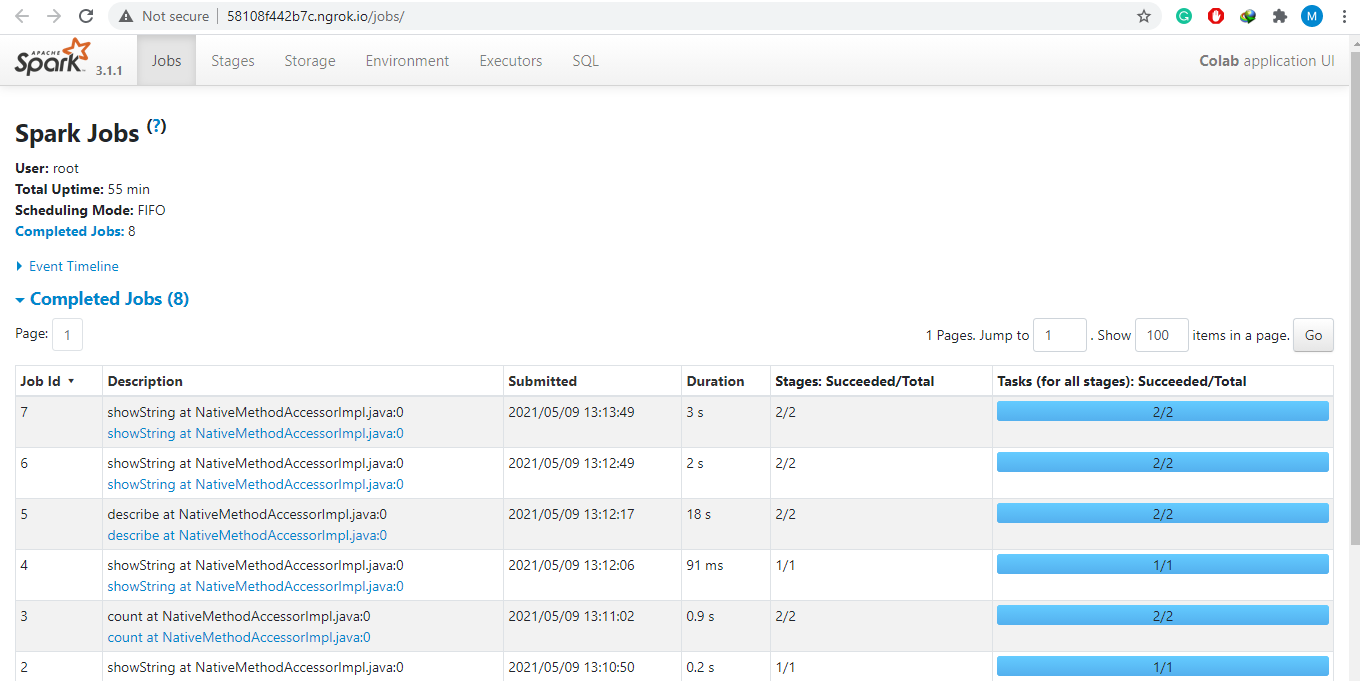 Not secure | 58108f442b7c.ngrok.io/jobs/
M
APACHE Spark 3.1.1 Jobs Stages Storage Environment Executors SQL Colab application UI
Spark Jobs (?)
User: root
Total Uptime: 55 min
Scheduling Mode: FIFO
Completed Jobs: 8
Event Timeline
Completed Jobs (8)
Page: 1 1 Pages. Jump to 1 . Show 100 items in a page. Go
Job Id ▾ Description Submitted Duration Stages: Succeeded/Total Tasks (for all stages): Succeeded/Total
7 showString at NativeMethodAccessorImpl.java:0 2021/05/09 13:13:49 3 s 2/2 2/2
showString at NativeMethodAccessorImpl.java:0
6 showString at NativeMethodAccessorImpl.java:0 2021/05/09 13:12:49 2 s 2/2 2/2
showString at NativeMethodAccessorImpl.java:0
5 describe at NativeMethodAccessorImpl.java:0 2021/05/09 13:12:17 18 s 2/2 2/2
describe at NativeMethodAccessorImpl.java:0
4 showString at NativeMethodAccessorImpl.java:0 2021/05/09 13:12:06 91 ms 1/1 1/1
showString at NativeMethodAccessorImpl.java:0
3 count at NativeMethodAccessorImpl.java:0 2021/05/09 13:11:02 0.9 s 2/2 2/2
count at NativeMethodAccessorImpl.java:0
2 showString at NativeMethodAccessorImpl.java:0 2021/05/09 13:10:50 0.2 s 1/1 1/1